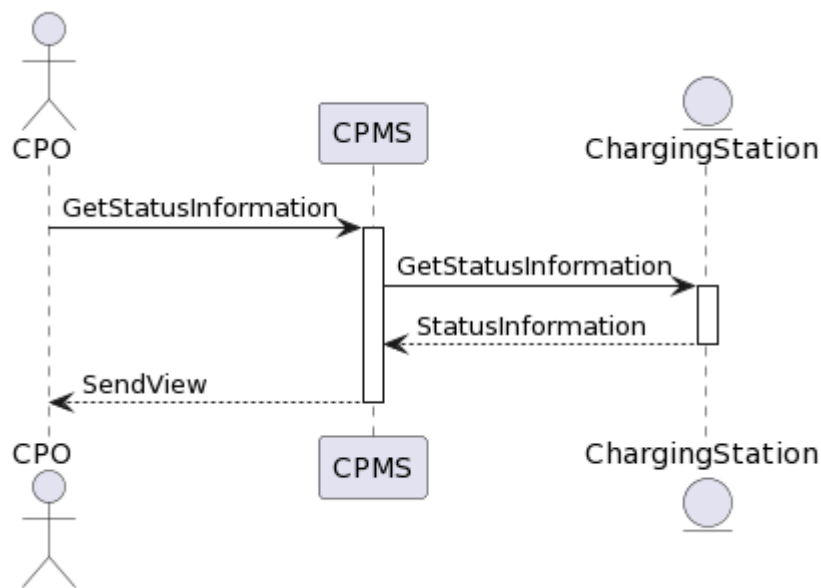 CPO
CPMS
ChargingStation
GetStatusInformation
GetStatusInformation
StatusInformation
SendView
CPO
CPMS
ChargingStation